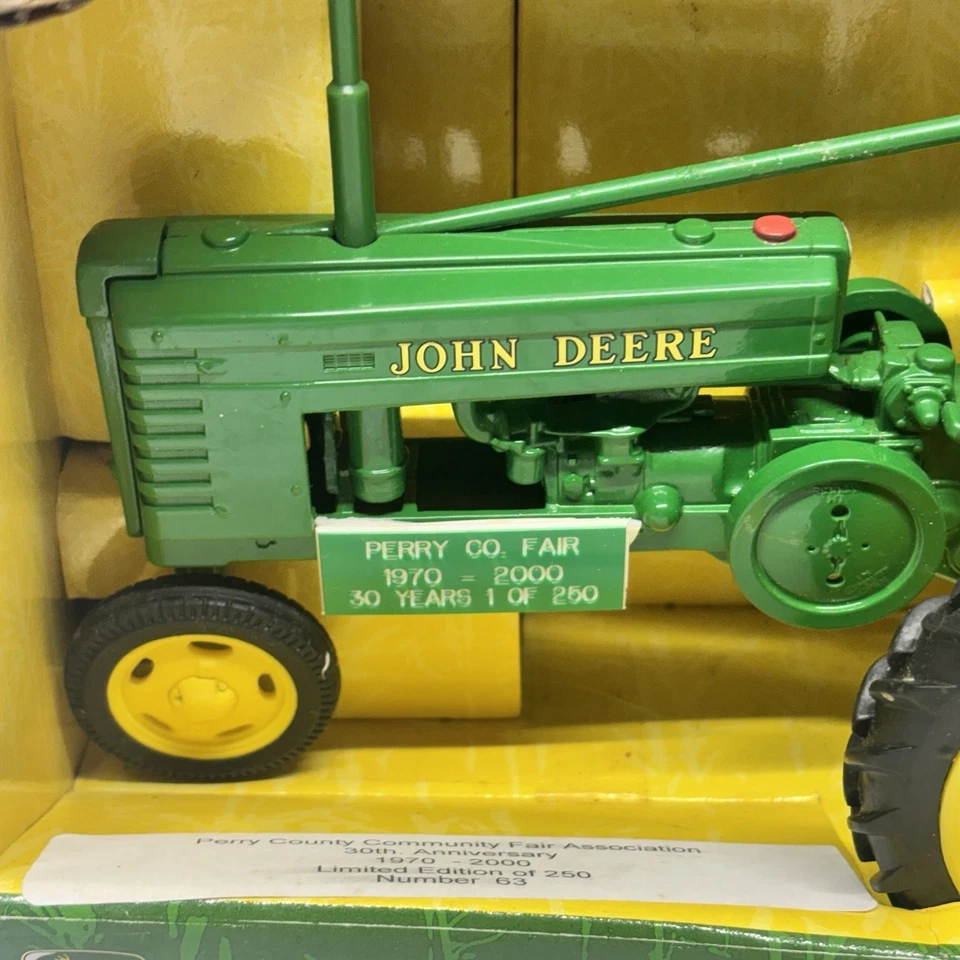 JOHN DEERE
PERRY CO. FAIR
1970 - 2000
30 YEARS 1 OF 250
Perry County Community Fair Association
30th. Anniversary
1970 - 2000
Limited Edition of 250
Number 63